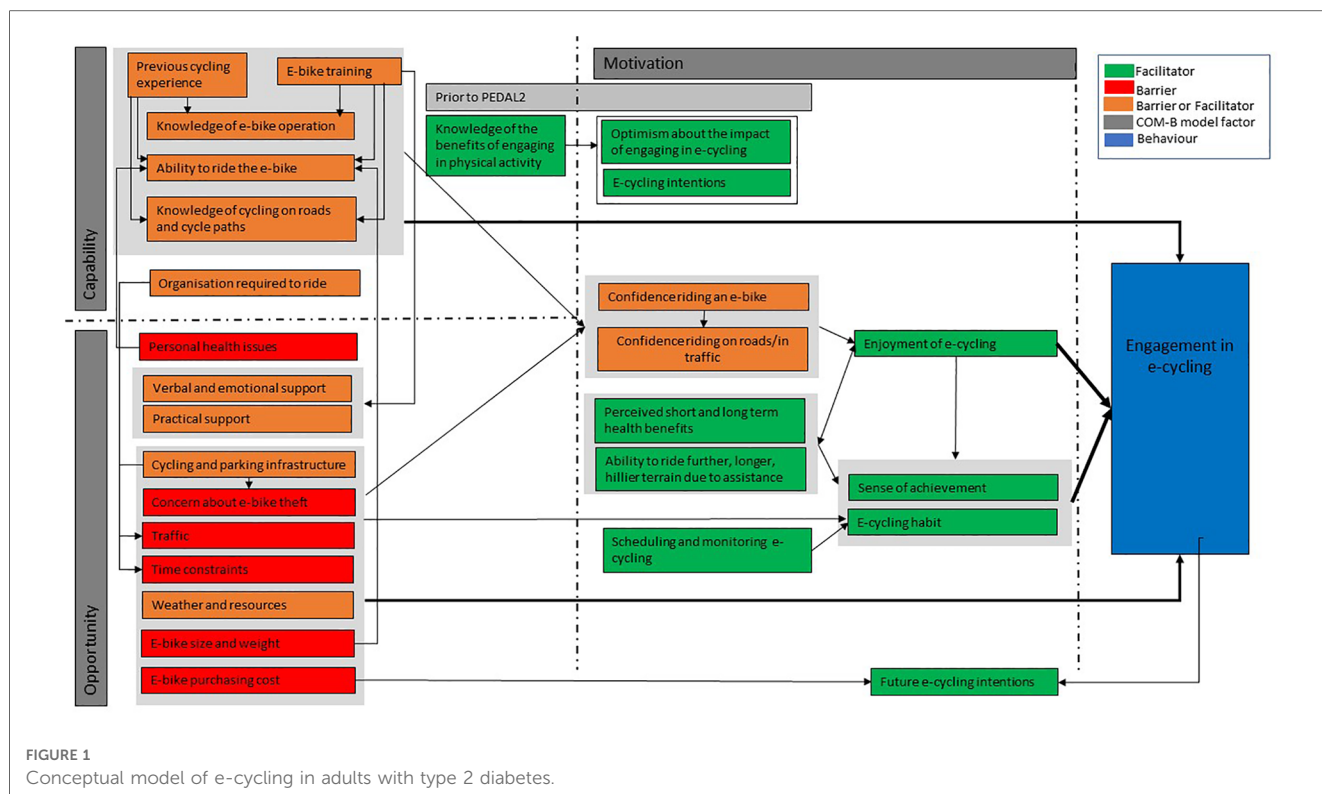 Motivation
Facilitator
Barrier
Barrier or Facilitator
COM-B model factor
Behaviour
Capability
Previous cycling
experience
E-bike training
Knowledge of e-bike operation
Ability to ride the e-bike
Knowledge of cycling on roads
and cycle paths
Organisation required to ride
Prior to PEDAL2
Knowledge of the
benefits of engaging
in physical activity
Optimism about the impact
of engaging in e-cycling
E-cycling intentions
Opportunity
Personal health issues
Verbal and emotional support
Practical support
Cycling and parking infrastructure
Concern about e-bike theft
Traffic
Time constraints
Weather and resources
E-bike size and weight
E-bike purchasing cost
Confidence riding an e-bike
Confidence riding on roads/in
traffic
Perceived short and long term
health benefits
Ability to ride further, longer,
hillier terrain due to assistance
Scheduling and monitoring e-
cycling
Enjoyment of e-cycling
Sense of achievement
E-cycling habit
Future e-cycling intentions
Engagement in
e-cycling
FIGURE 1
Conceptual model of e-cycling in adults with type 2 diabetes.